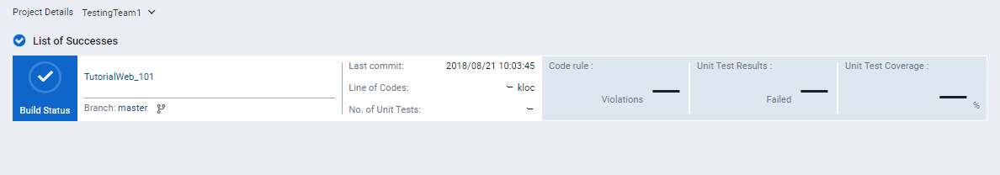 Project Details TestingTeam1
List of Successes
Build Status
TutorialWeb_101
Branch: master
Last commit: 2018/08/21 10:03:45
Line of Codes: - kloc
No. of Unit Tests: -
Code rule :
— Violations
Unit Test Results :
— Failed
Unit Test Coverage :
— %